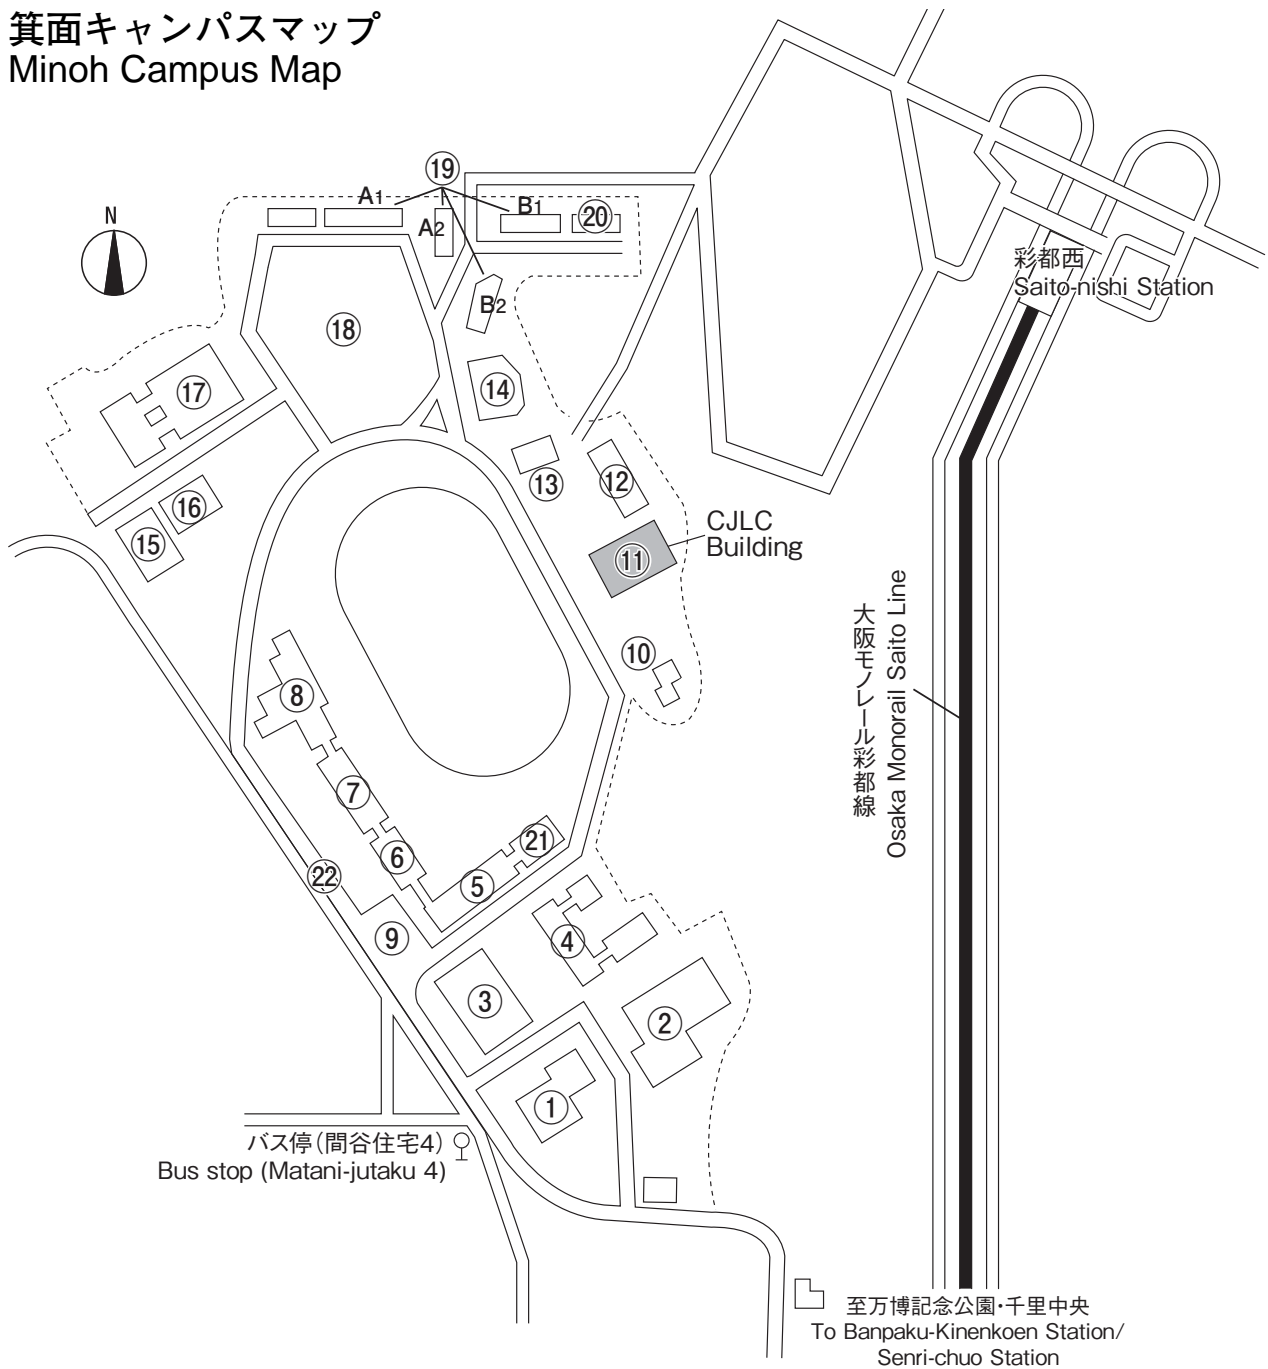 箕面キャンパスマップ
Minoh Campus Map
N
⑲
A1
A2
B1
⑳
B2
彩都西
Saito-nishi Station
⑱
⑰
⑭
⑬
⑫
⑯
⑮
CJLC
Building
⑪
⑩
大阪モノレール彩都線
Osaka Monorail Saito Line
⑧
⑦
⑥
㉑
⑤
㉒
⑨
④
③
②
①
バス停(間谷住宅4)
Bus stop (Matani-jutaku 4)
至万博記念公園・千里中央
To Banpaku-Kinenkoen Station/
Senri-chuo Station